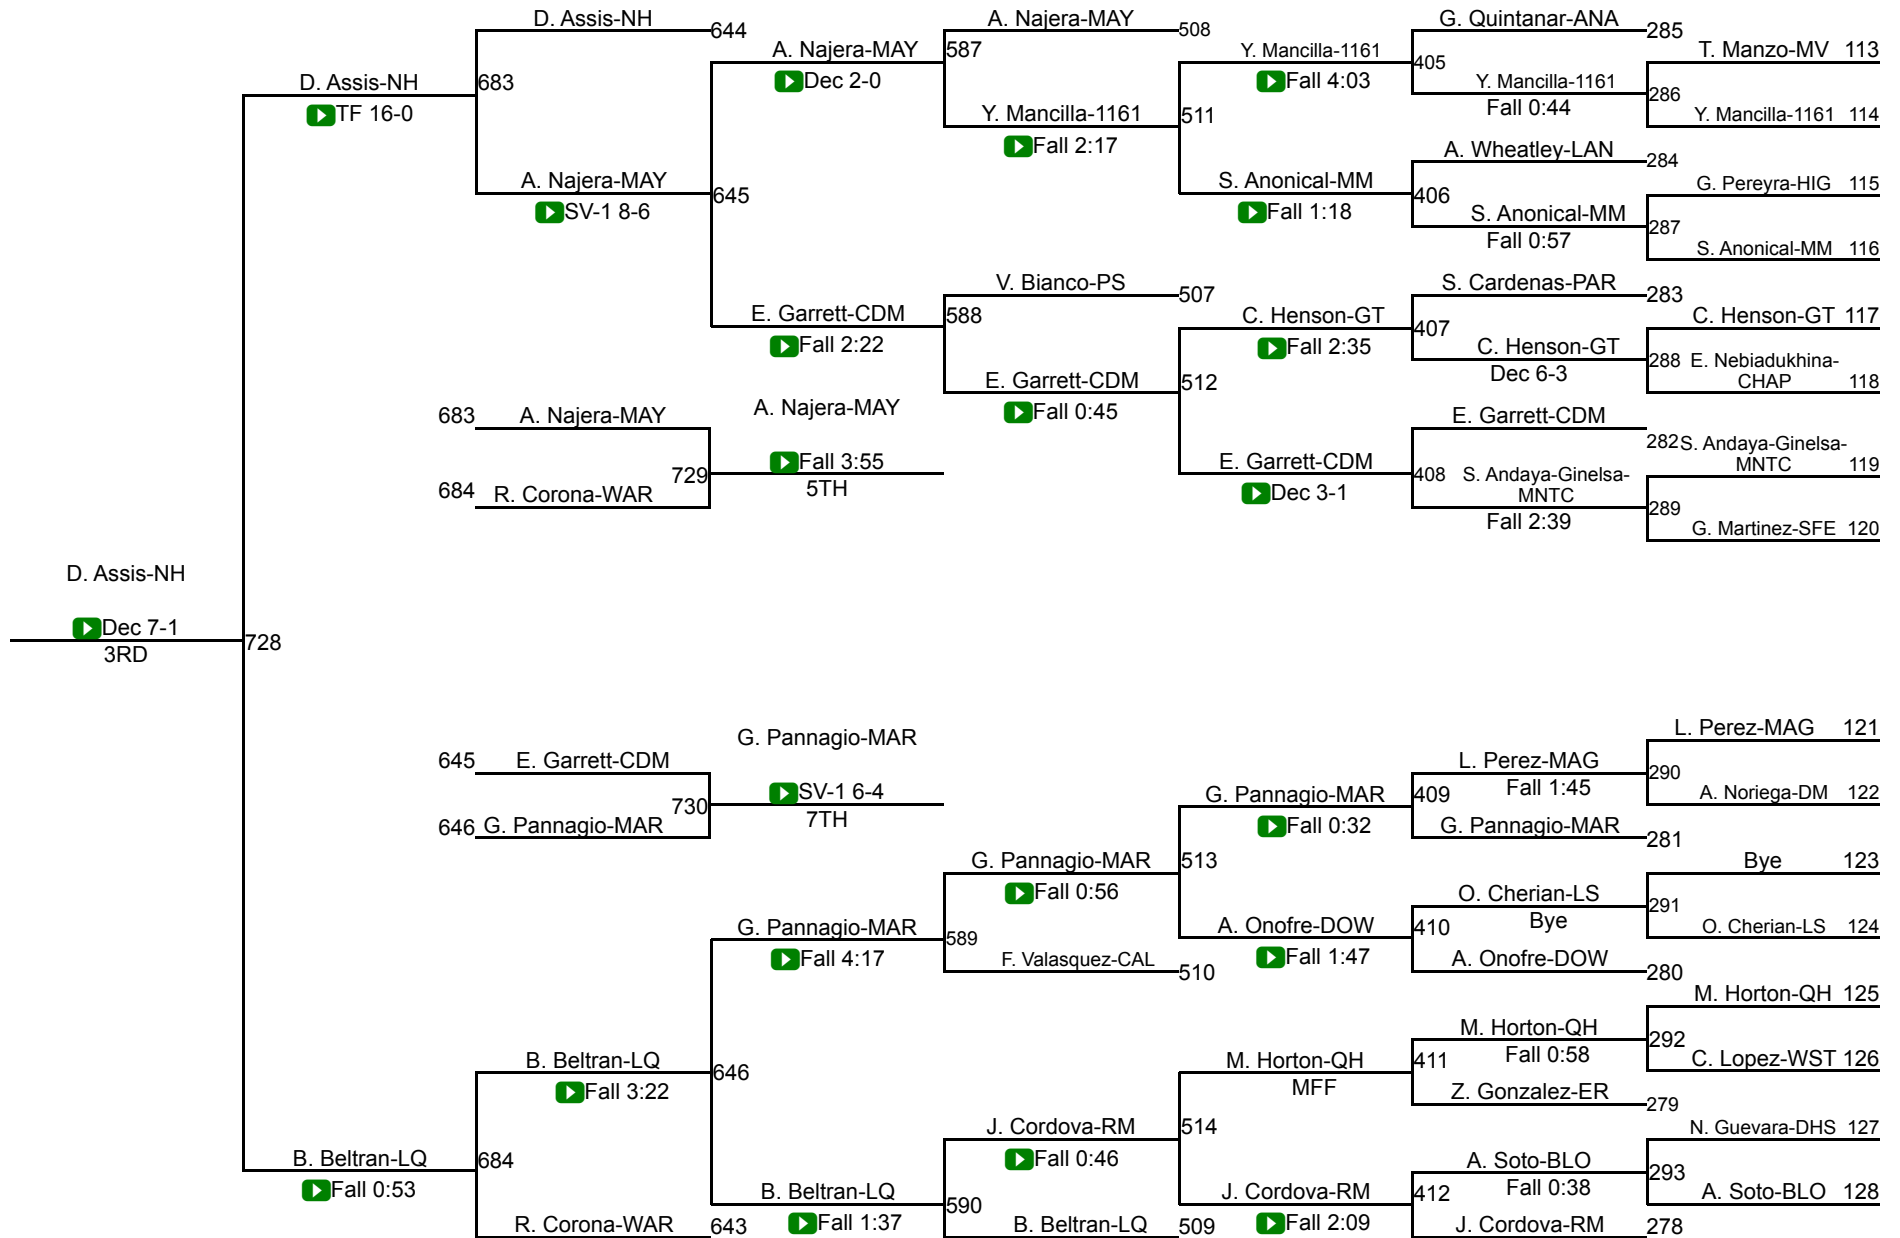 D. Assis-NH
644
A. Najera-MAY
508
G. Quintanar-ANA
285
T. Manzo-MV 113
A. Najera-MAY
587
Y. Mancilla-1161
405
Dec 2-0
Fall 4:03
Y. Mancilla-1161
286
D. Assis-NH
683
TF 16-0
Y. Mancilla-1161
511
Fall 0:44
Y. Mancilla-1161 114
Fall 2:17
A. Wheatley-LAN
284
A. Najera-MAY
645
S. Anonical-MM
406
G. Pereyra-HIG 115
SV-1 8-6
Fall 1:18
S. Anonical-MM
287
Fall 0:57
S. Anonical-MM 116
V. Bianco-PS
507
S. Cardenas-PAR
283
E. Garrett-CDM
588
C. Henson-GT
407
C. Henson-GT 117
Fall 2:22
Fall 2:35
C. Henson-GT
288
E. Nebiadukhina-
CHAP 118
Dec 6-3
E. Garrett-CDM
512
Fall 0:45
683
A. Najera-MAY
A. Najera-MAY
E. Garrett-CDM
282
S. Andaya-Ginelsa-
MNTC 119
729
Fall 3:55
5TH
E. Garrett-CDM
408
Dec 3-1
S. Andaya-Ginelsa-
MNTC
289
684
R. Corona-WAR
Fall 2:39
G. Martinez-SFE 120
D. Assis-NH
Dec 7-1
728
3RD
G. Pannagio-MAR
L. Perez-MAG 121
645
E. Garrett-CDM
L. Perez-MAG
290
Fall 1:45
A. Noriega-DM 122
730
SV-1 6-4
7TH
G. Pannagio-MAR
409
Fall 0:32
646
G. Pannagio-MAR
G. Pannagio-MAR
281
G. Pannagio-MAR
513
Bye 123
Fall 0:56
O. Cherian-LS
291
Bye
O. Cherian-LS 124
G. Pannagio-MAR
589
A. Onofre-DOW
410
Fall 4:17
F. Valasquez-CAL
510
Fall 1:47
A. Onofre-DOW
280
M. Horton-QH 125
M. Horton-QH
292
Fall 0:58
C. Lopez-WST 126
B. Beltran-LQ
646
M. Horton-QH
411
Fall 3:22
MFF
Z. Gonzalez-ER
279
J. Cordova-RM
514
N. Guevara-DHS 127
Fall 0:46
B. Beltran-LQ
684
A. Soto-BLO
293
Fall 0:53
Fall 0:38
A. Soto-BLO 128
B. Beltran-LQ
590
J. Cordova-RM
412
Fall 1:37
Fall 2:09
R. Corona-WAR
643
B. Beltran-LQ
509
J. Cordova-RM
278